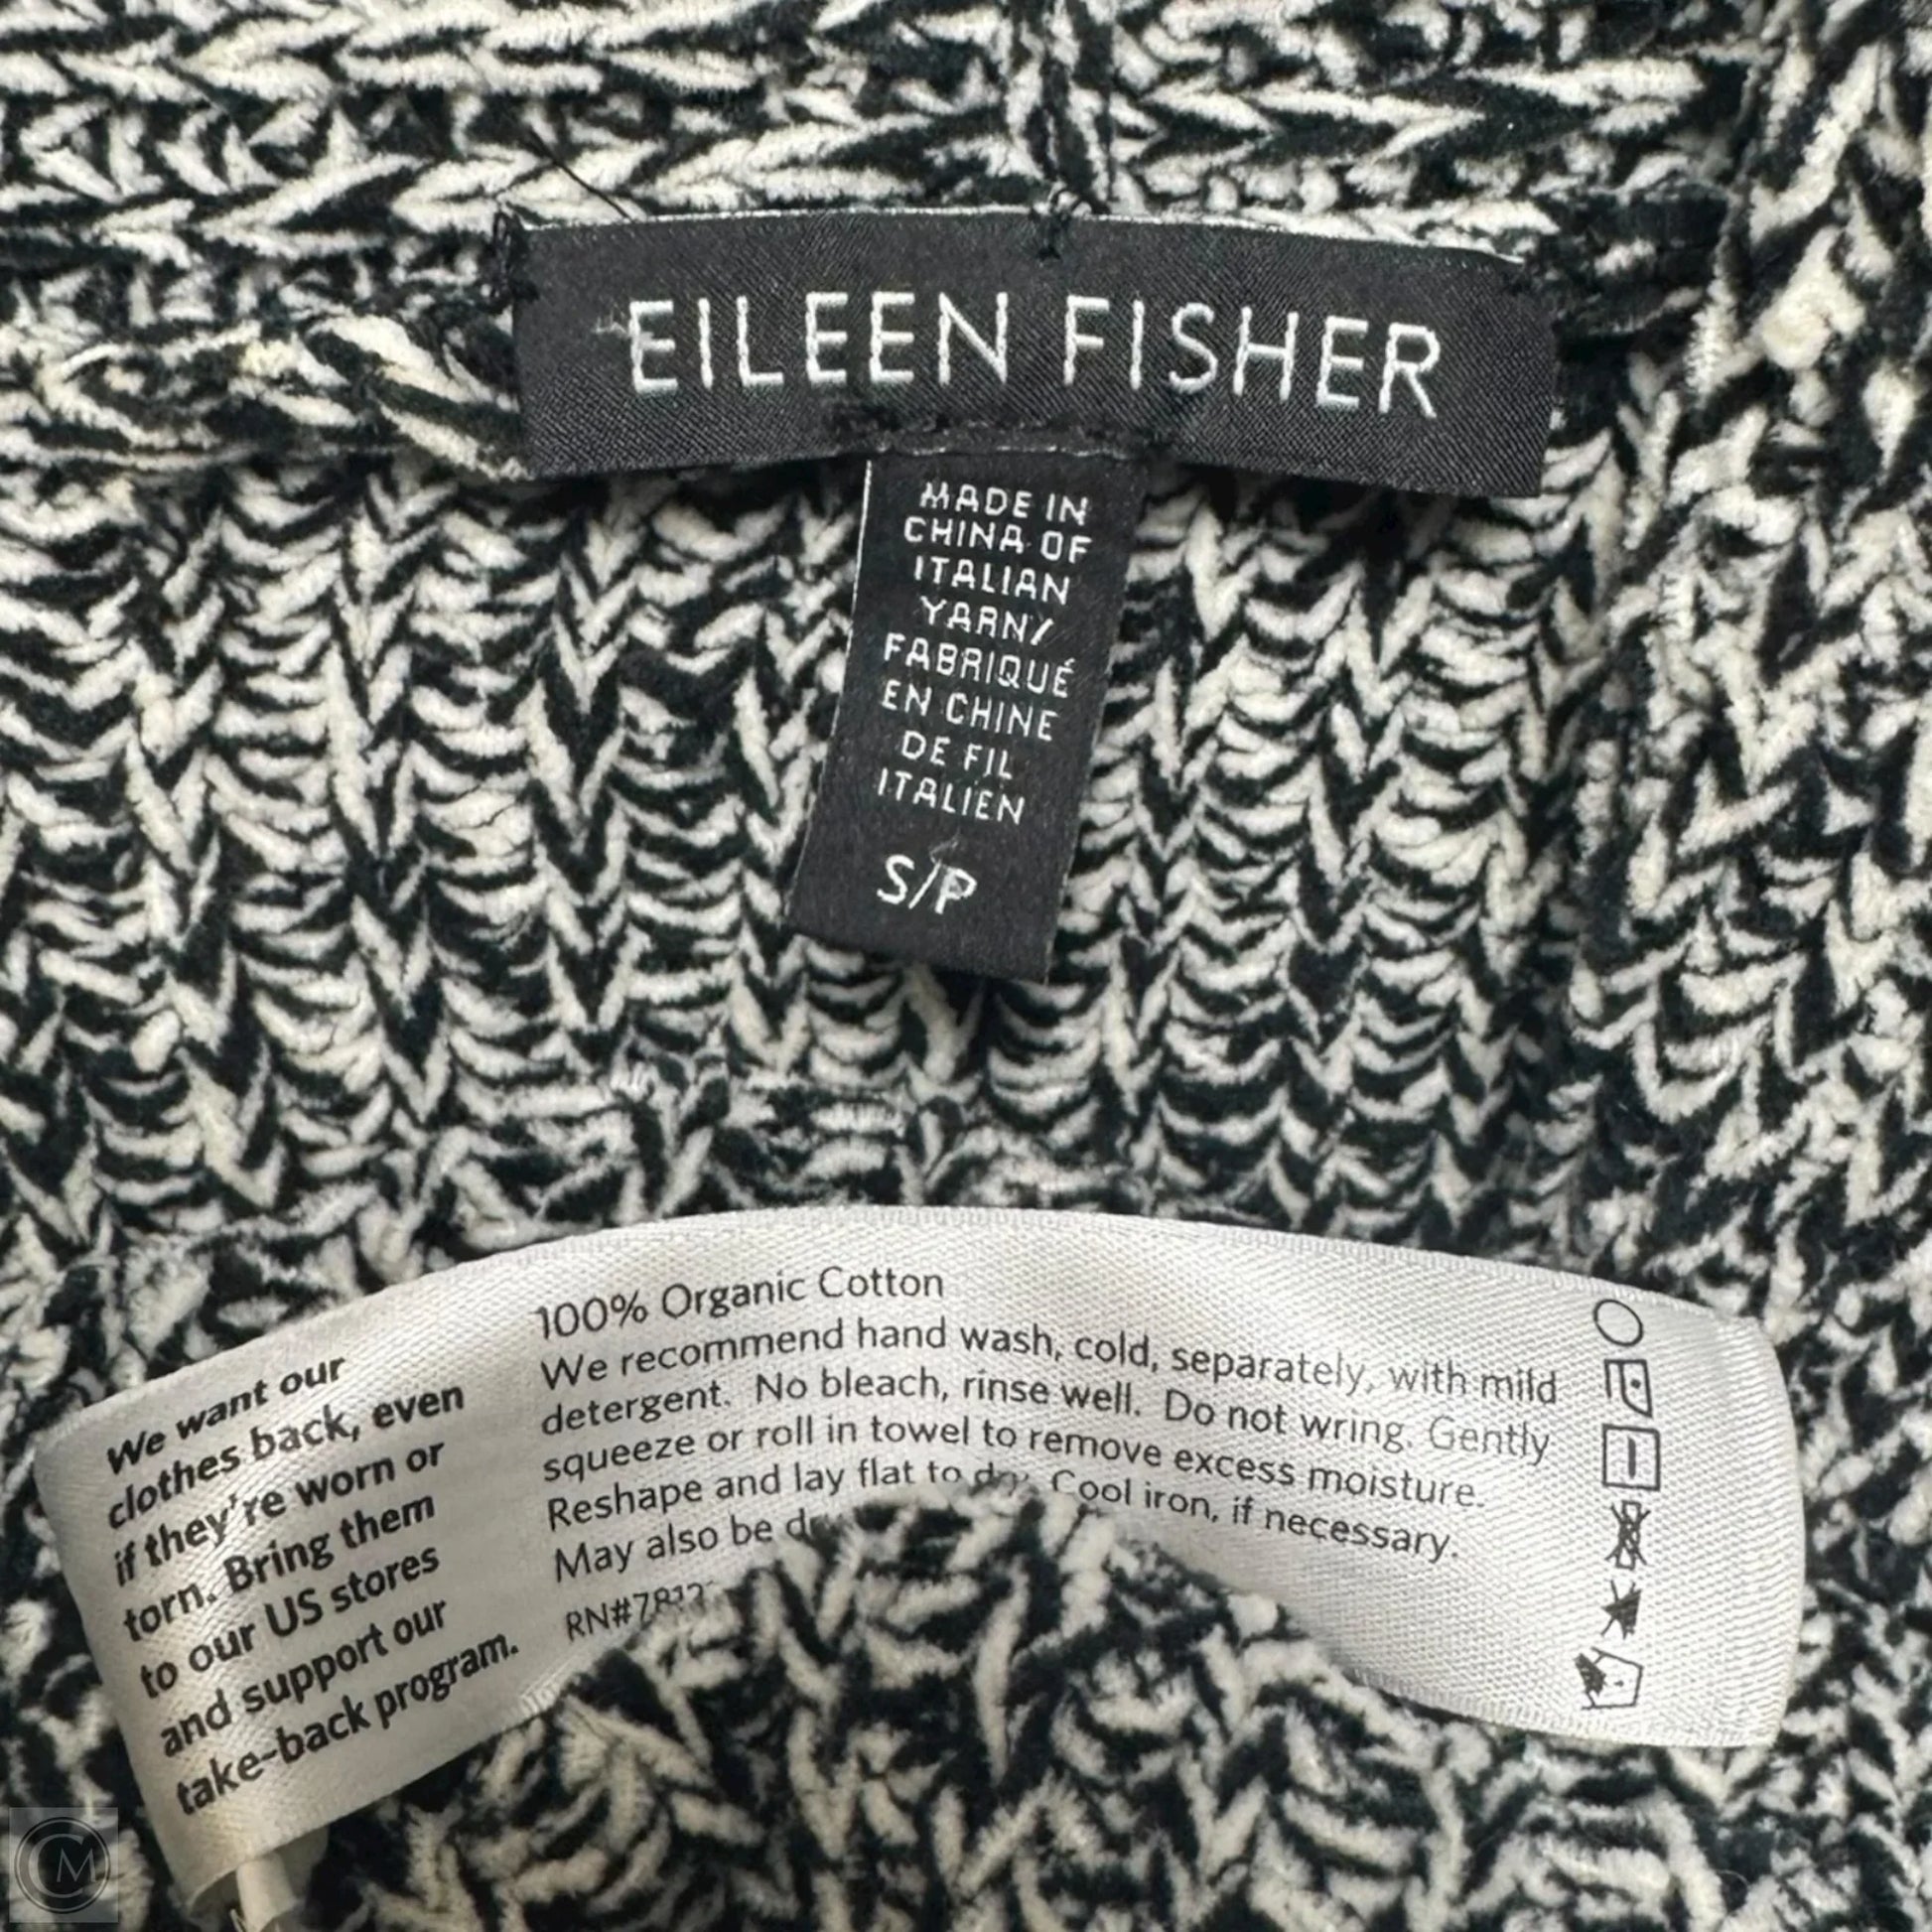 EILEEN FISHER
MADE IN
CHINA OF
ITALIAN
YARN/
FABRIQUÉ
EN CHINE
DE FIL
ITALIEN
S/P
We want our
clothes back, even
if they're worn or
torn. Bring them
to our US stores
and support our
take-back program.
100% Organic Cotton
We recommend hand wash, cold, separately, with mild
detergent. No bleach, rinse well. Do not wring. Gently
squeeze or roll in towel to remove excess moisture.
Reshape and lay flat to dry. Cool iron, if necessary.
May also be
CM